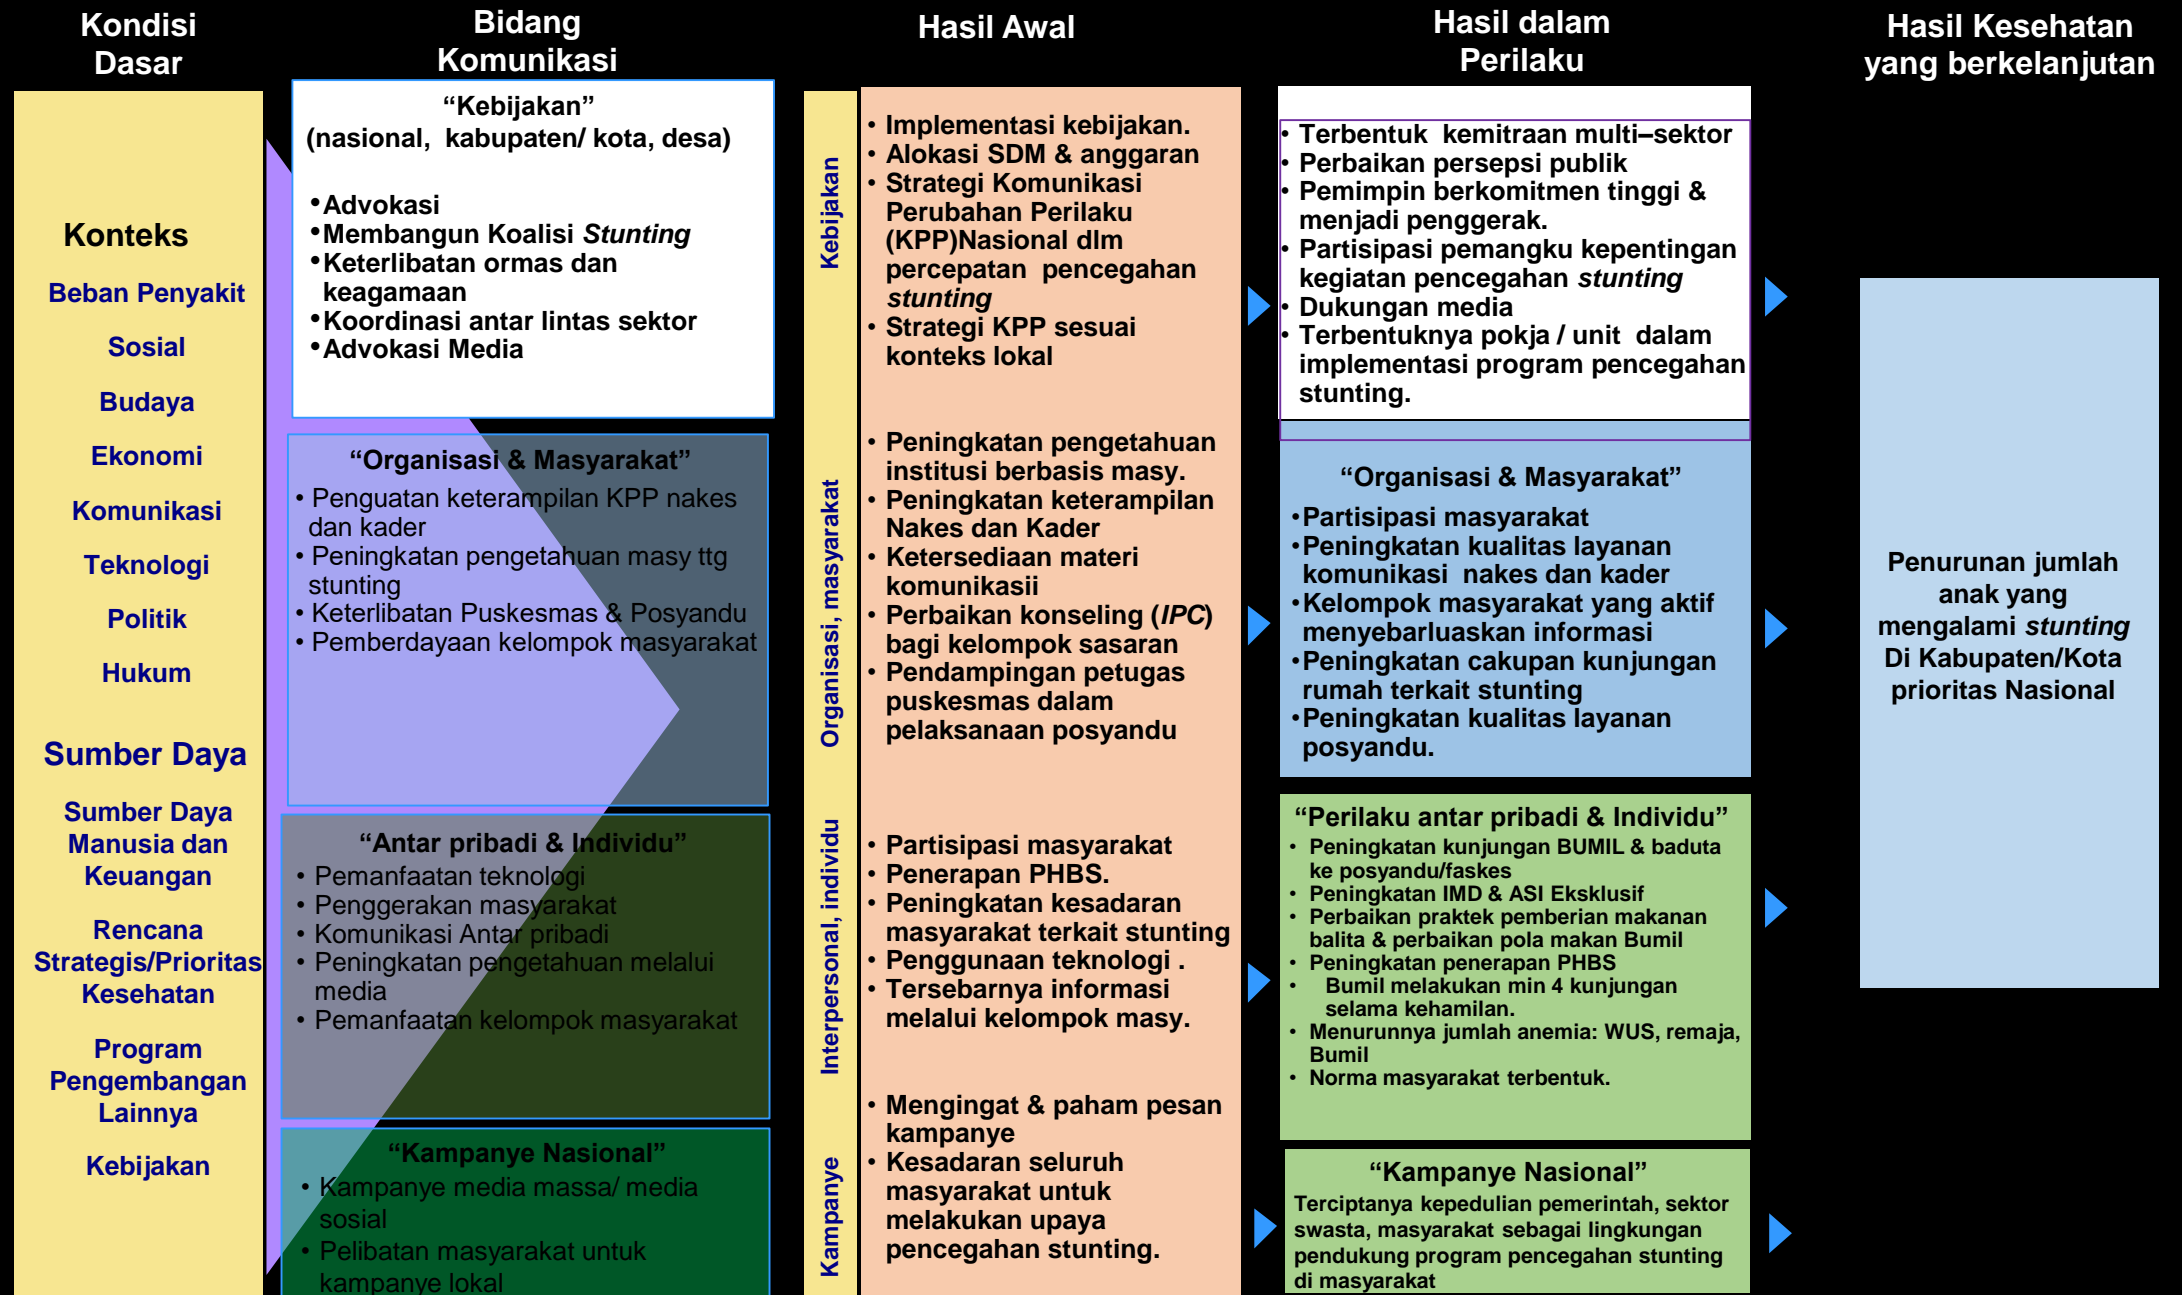 Kondisi
Dasar
Bidang
Komunikasi
Hasil Awal
Hasil dalam
Perilaku
Hasil Kesehatan
yang berkelanjutan
Konteks
Beban Penyakit
Sosial
Budaya
Ekonomi
Komunikasi
Teknologi
Politik
Hukum
Sumber Daya
Sumber Daya
Manusia dan
Keuangan
Rencana
Strategis/Prioritas
Kesehatan
Program
Pengembangan
Lainnya
Kebijakan
“Kebijakan”
(nasional, kabupaten/ kota, desa)
•Advokasi
•Membangun Koalisi Stunting
•Keterlibatan ormas dan
keagamaan
•Koordinasi antar lintas sektor
•Advokasi Media
“Organisasi & Masyarakat”
• Penguatan keterampilan KPP nakes
dan kader
• Peningkatan pengetahuan masy ttg
stunting
• Keterlibatan Puskesmas & Posyandu
• Pemberdayaan kelompok masyarakat
“Antar pribadi & Individu”
• Pemanfaatan teknologi
• Penggerakan masyarakat
• Komunikasi Antar pribadi
• Peningkatan pengetahuan melalui
media
• Pemanfaatan kelompok masyarakat
“Kampanye Nasional”
• Kampanye media massa/ media
sosial
• Pelibatan masyarakat untuk
kampanye lokal
Kebijakan
• Implementasi kebijakan.
• Alokasi SDM & anggaran
• Strategi Komunikasi
Perubahan Perilaku
(KPP)Nasional dlm
percepatan pencegahan
stunting
• Strategi KPP sesuai
konteks lokal
Organisasi, masyarakat
• Peningkatan pengetahuan
institusi berbasis masy.
• Peningkatan keterampilan
Nakes dan Kader
• Ketersediaan materi
komunikasii
• Perbaikan konseling (IPC)
bagi kelompok sasaran
• Pendampingan petugas
puskesmas dalam
pelaksanaan posyandu
Interpersonal, individu
• Partisipasi masyarakat
• Penerapan PHBS.
• Peningkatan kesadaran
masyarakat terkait stunting
• Penggunaan teknologi .
• Tersebarnya informasi
melalui kelompok masy.
Kampanye
• Mengingat & paham pesan
kampanye
• Kesadaran seluruh
masyarakat untuk
melakukan upaya
pencegahan stunting.
• Terbentuk kemitraan multi–sektor
• Perbaikan persepsi publik
• Pemimpin berkomitmen tinggi &
menjadi penggerak.
• Partisipasi pemangku kepentingan
kegiatan pencegahan stunting
• Dukungan media
• Terbentuknya pokja / unit dalam
implementasi program pencegahan
stunting.
“Organisasi & Masyarakat”
•Partisipasi masyarakat
•Peningkatan kualitas layanan
komunikasi nakes dan kader
•Kelompok masyarakat yang aktif
menyebarluaskan informasi
•Peningkatan cakupan kunjungan
rumah terkait stunting
•Peningkatan kualitas layanan
posyandu.
“Perilaku antar pribadi & Individu”
• Peningkatan kunjungan BUMIL & baduta
ke posyandu/faskes
• Peningkatan IMD & ASI Eksklusif
• Perbaikan praktek pemberian makanan
balita & perbaikan pola makan Bumil
• Peningkatan penerapan PHBS
• Bumil melakukan min 4 kunjungan
selama kehamilan.
• Menurunnya jumlah anemia: WUS, remaja,
Bumil
• Norma masyarakat terbentuk.
“Kampanye Nasional”
Terciptanya kepedulian pemerintah, sektor
swasta, masyarakat sebagai lingkungan
pendukung program pencegahan stunting
di masyarakat
Penurunan jumlah
anak yang
mengalami stunting
Di Kabupaten/Kota
prioritas Nasional